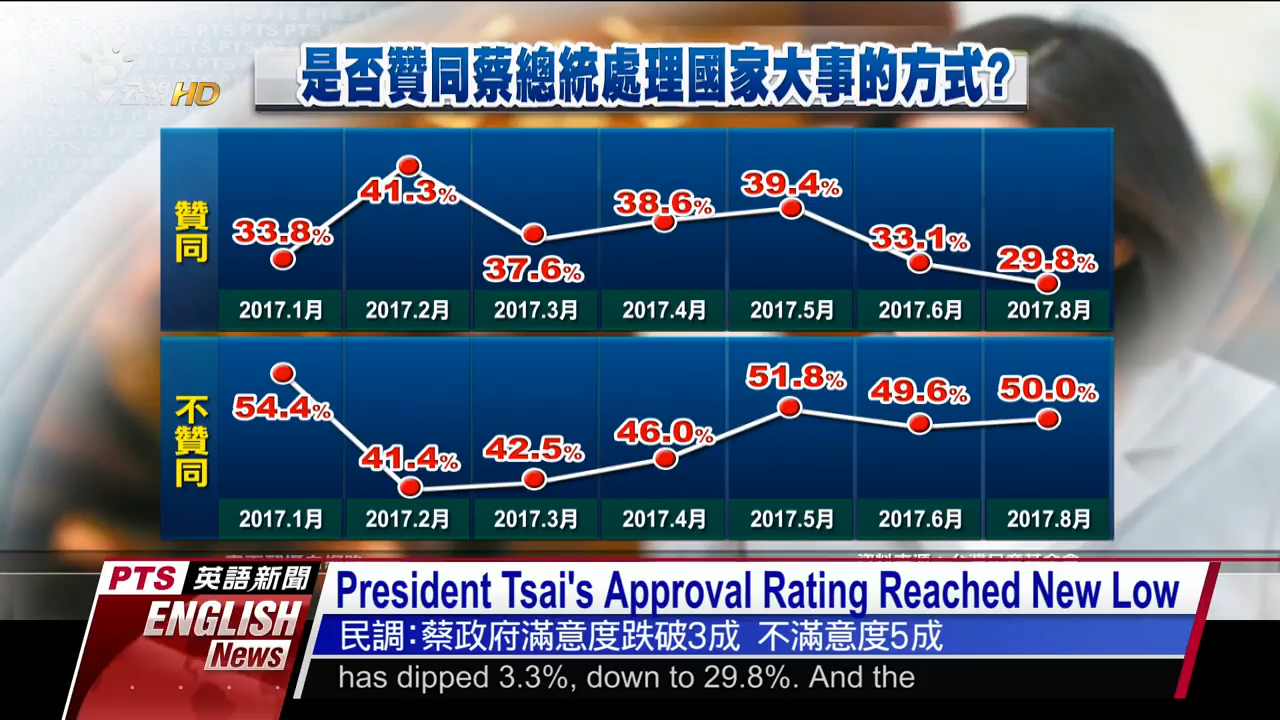 公視HD
是否贊同蔡總統處理國家大事的方式?
贊同
33.8%
41.3%
37.6%
38.6%
39.4%
33.1%
29.8%
2017.1月
2017.2月
2017.3月
2017.4月
2017.5月
2017.6月
2017.8月
不贊同
54.4%
41.4%
42.5%
46.0%
51.8%
49.6%
50.0%
2017.1月
2017.2月
2017.3月
2017.4月
2017.5月
2017.6月
2017.8月
PTS 英語新聞
ENGLISH
News
President Tsai's Approval Rating Reached New Low
民調:蔡政府滿意度跌破3成 不滿意度5成
has dipped 3.3%, down to 29.8%. And the